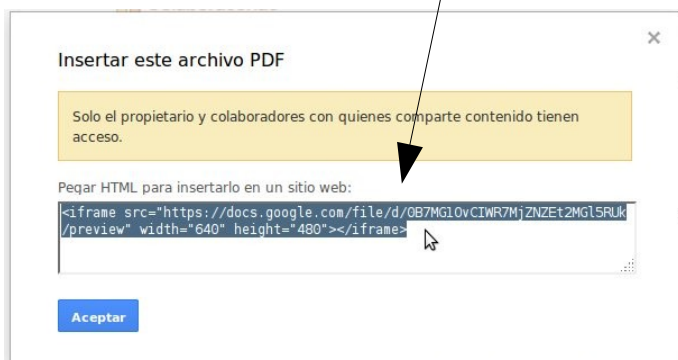 Insertar este archivo PDF
Solo el propietario y colaboradores con quienes comparte contenido tienen
acceso.
Pegar HTML para insertarlo en un sitio web:
<iframe src="https://docs.google.com/file/d/0B7MGlOvCIWR7MjZNZEt2MGl5RUk
/preview" width="640" height="480"></iframe>
Aceptar